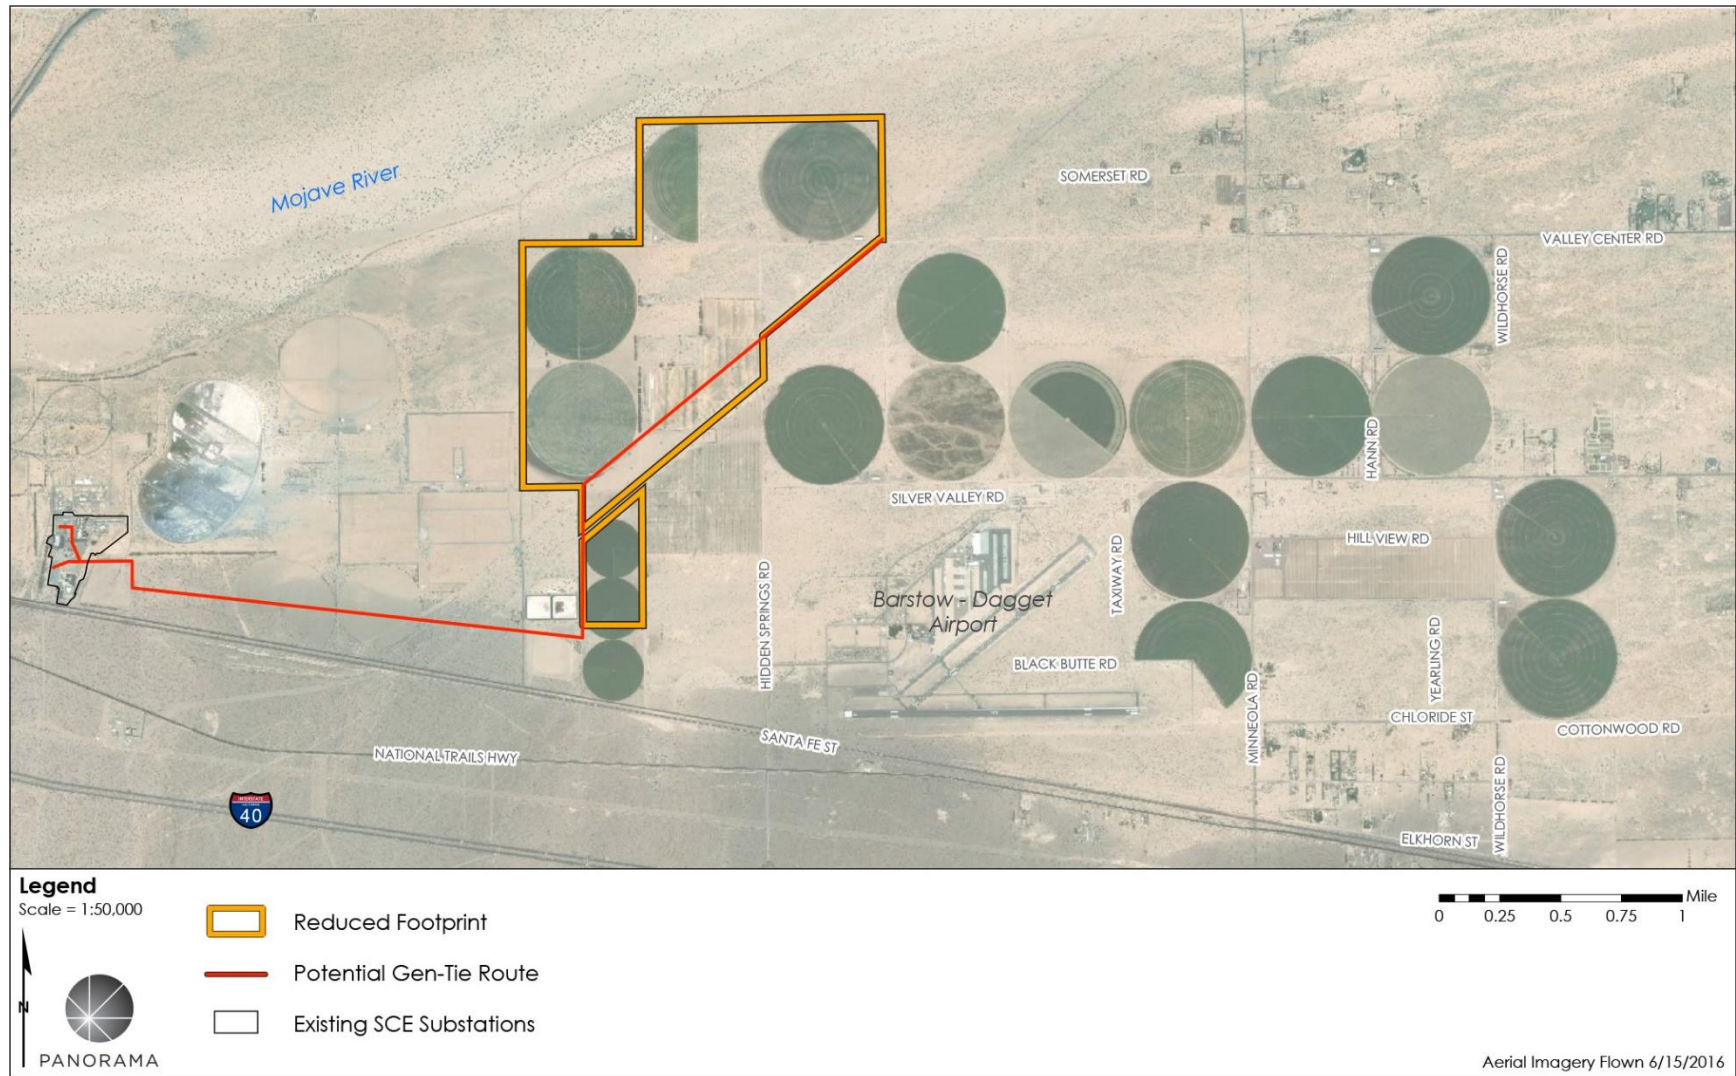 Mojave River
SOMERSET RD
VALLEY CENTER RD
WILDHORSE RD
HANN RD
SILVER VALLEY RD
HILL VIEW RD
TAXIWAY RD
Barstow - Dagget
Airport
HIDDEN SPRINGS RD
BLACK BUTTE RD
YEARLING RD
MINNEOLA RD
CHLORIDE ST
COTTONWOOD RD
SANTA FE ST
NATIONAL TRAILS HWY
WILDHORSE RD
INTERSTATE
CALIFORNIA
40
ELKHORN ST
Legend
Scale = 1:50,000
N
PANORAMA
Reduced Footprint
Potential Gen-Tie Route
Existing SCE Substations
Mile
0 0.25 0.5 0.75 1
Aerial Imagery Flown 6/15/2016